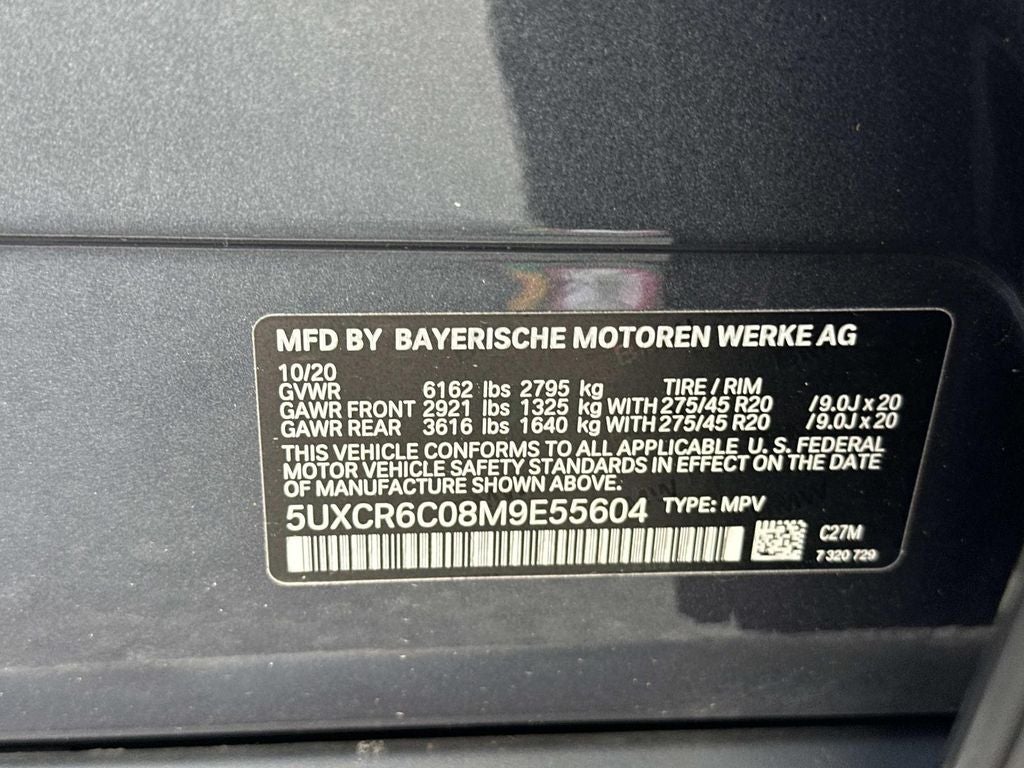 MFD BY BAYERISCHE MOTOREN WERKE AG
10/20
GVWR 6162 lbs 2795 kg TIRE / RIM
GAWR FRONT 2921 lbs 1325 kg WITH 275/45 R20 /9.0J x 20
GAWR REAR 3616 lbs 1640 kg WITH 275/45 R20 /9.0J x 20
THIS VEHICLE CONFORMS TO ALL APPLICABLE U. S. FEDERAL
MOTOR VEHICLE SAFETY STANDARDS IN EFFECT ON THE DATE
OF MANUFACTURE SHOWN ABOVE.
5UXCR6C08M9E55604 TYPE: MPV
C27M
7 320 729